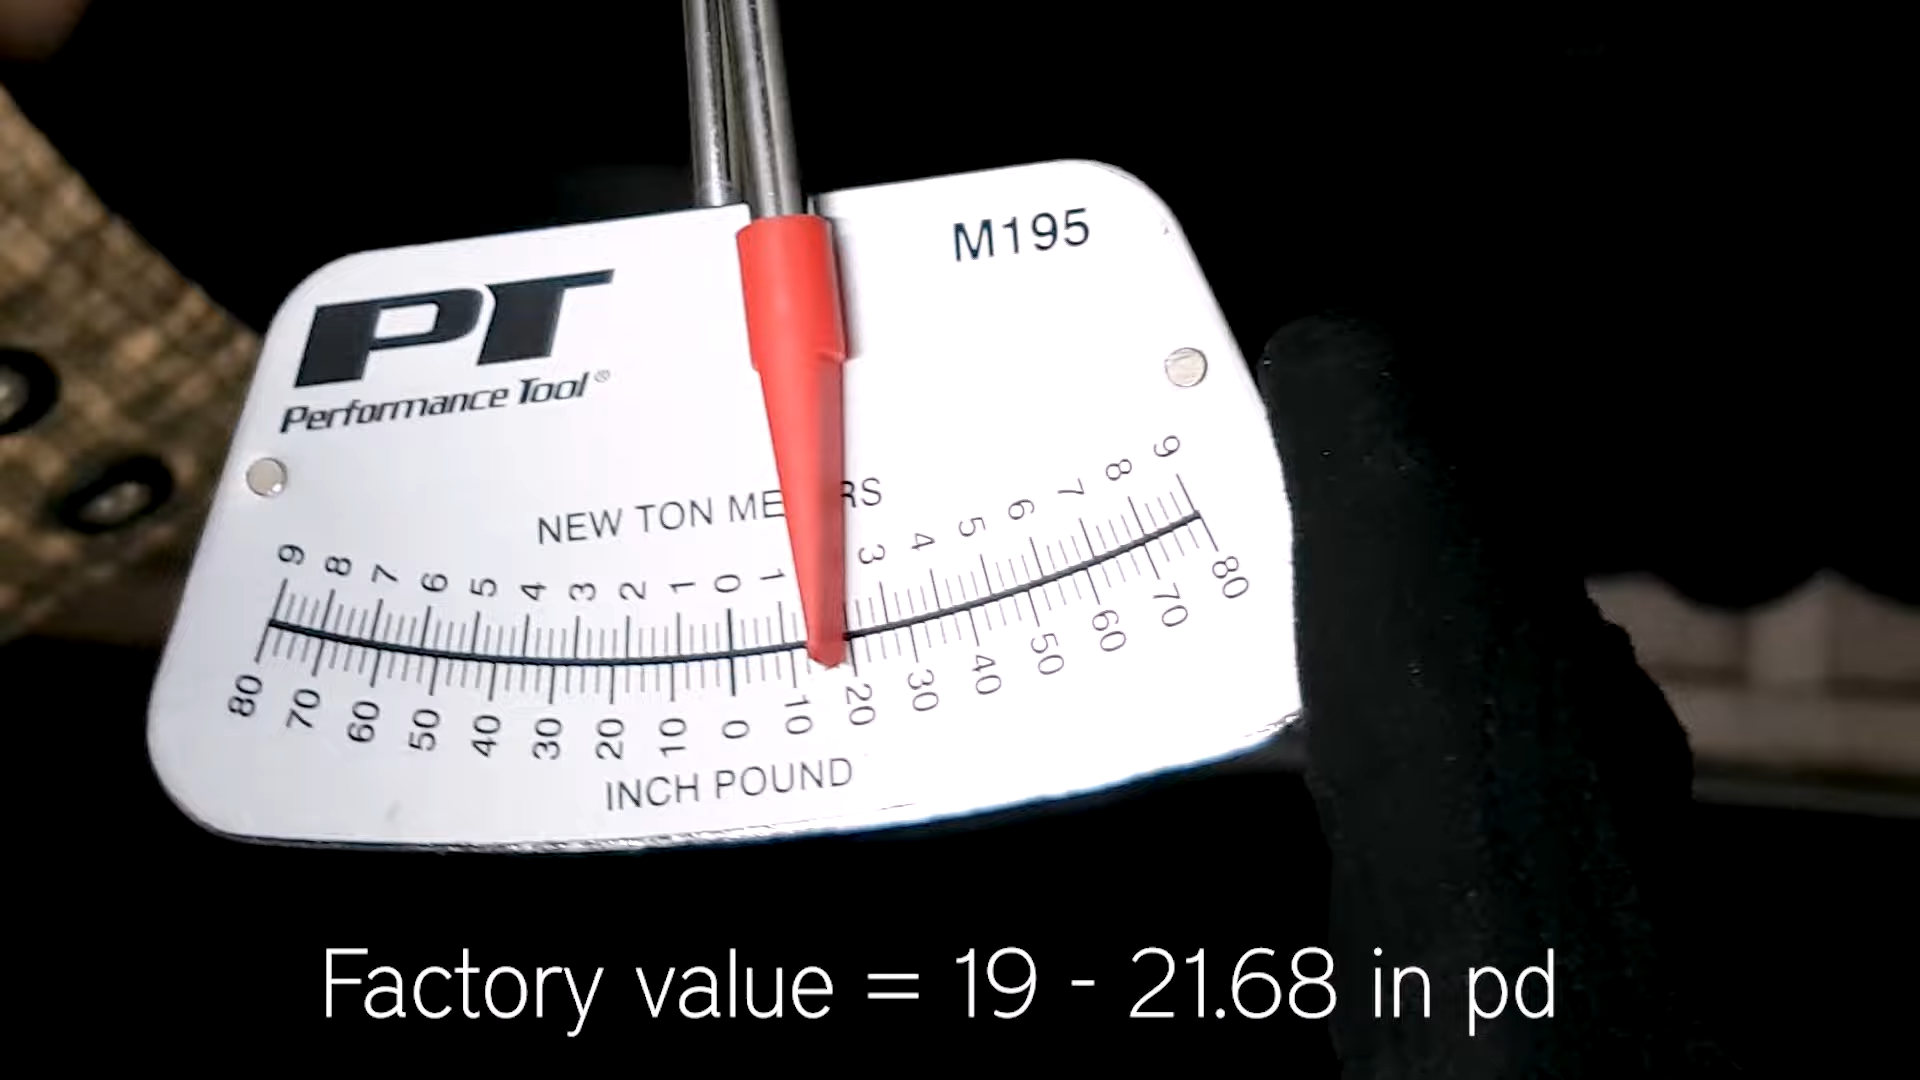 M195
PT
Performance Tool®
NEW TON ME RS
9 8 7 6 5 4 3 2 1 0 1 3 4 5 6 7 8 9
80 70 60 50 40 30 20 10 0 10 20 30 40 50 60 70 80
INCH POUND
Factory value = 19 - 21.68 in pd